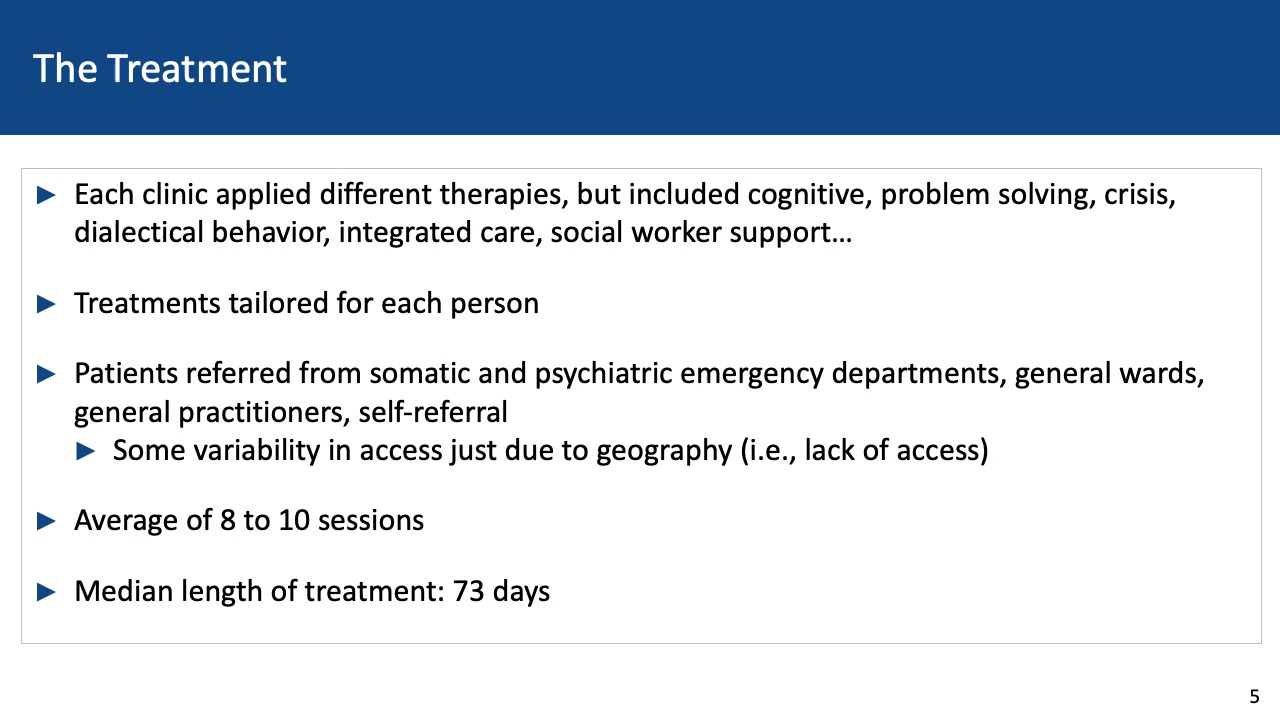 The Treatment
► Each clinic applied different therapies, but included cognitive, problem solving, crisis,
dialectical behavior, integrated care, social worker support…
► Treatments tailored for each person
► Patients referred from somatic and psychiatric emergency departments, general wards,
general practitioners, self-referral
► Some variability in access just due to geography (i.e., lack of access)
► Average of 8 to 10 sessions
► Median length of treatment: 73 days
5